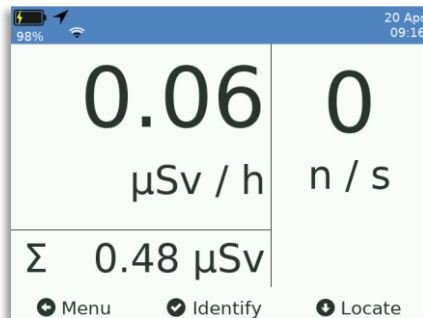 98%
20 Apr
09:16
0.06
µSv / h
0
n / s
Σ 0.48 µSv
Menu Identify Locate